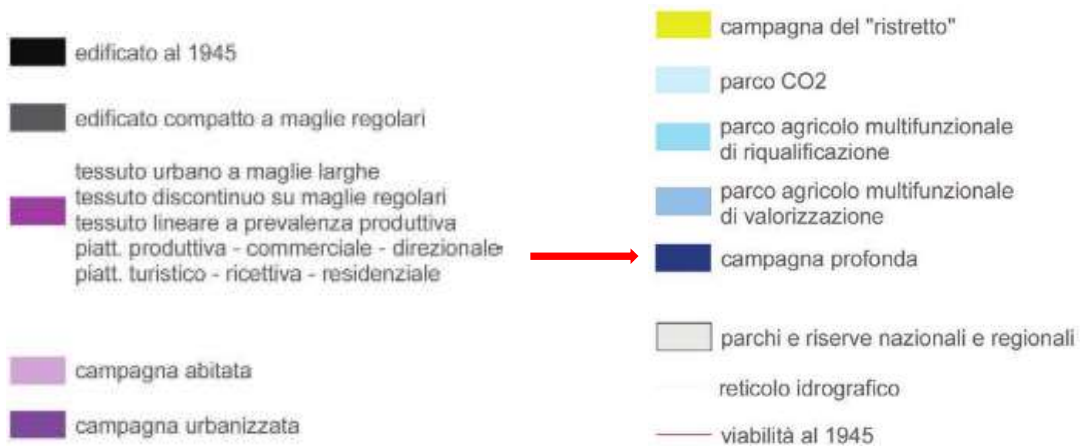 edificato al 1945
edificato compatto a maglie regolari
tessuto urbano a maglie larghe
tessuto discontinuo su maglie regolari
tessuto lineare a prevalenza produttiva
piatt. produttiva - commerciale - direzionale
piatt. turistico - ricettiva - residenziale
campagna abitata
campagna urbanizzata
campagna del "ristretto"
parco CO2
parco agricolo multifunzionale
di riqualificazione
parco agricolo multifunzionale
di valorizzazione
campagna profonda
parchi e riserve nazionali e regionali
reticolo idrografico
viabilità al 1945